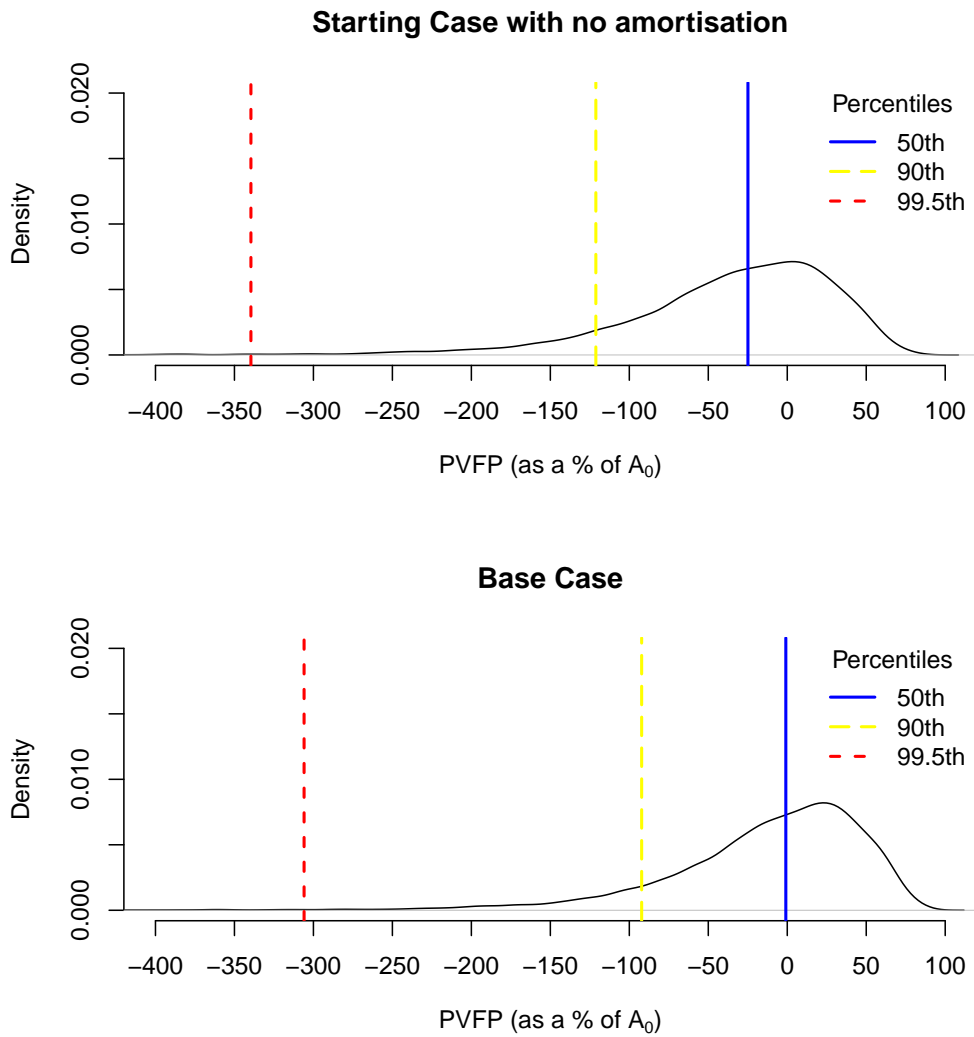 Starting Case with no amortisation
Density
0.000 0.010 0.020
Percentiles
50th
90th
99.5th
−400 −350 −300 −250 −200 −150 −100 −50 0 50 100
PVFP (as a % of A₀)
Base Case
Density
0.000 0.010 0.020
Percentiles
50th
90th
99.5th
−400 −350 −300 −250 −200 −150 −100 −50 0 50 100
PVFP (as a % of A₀)